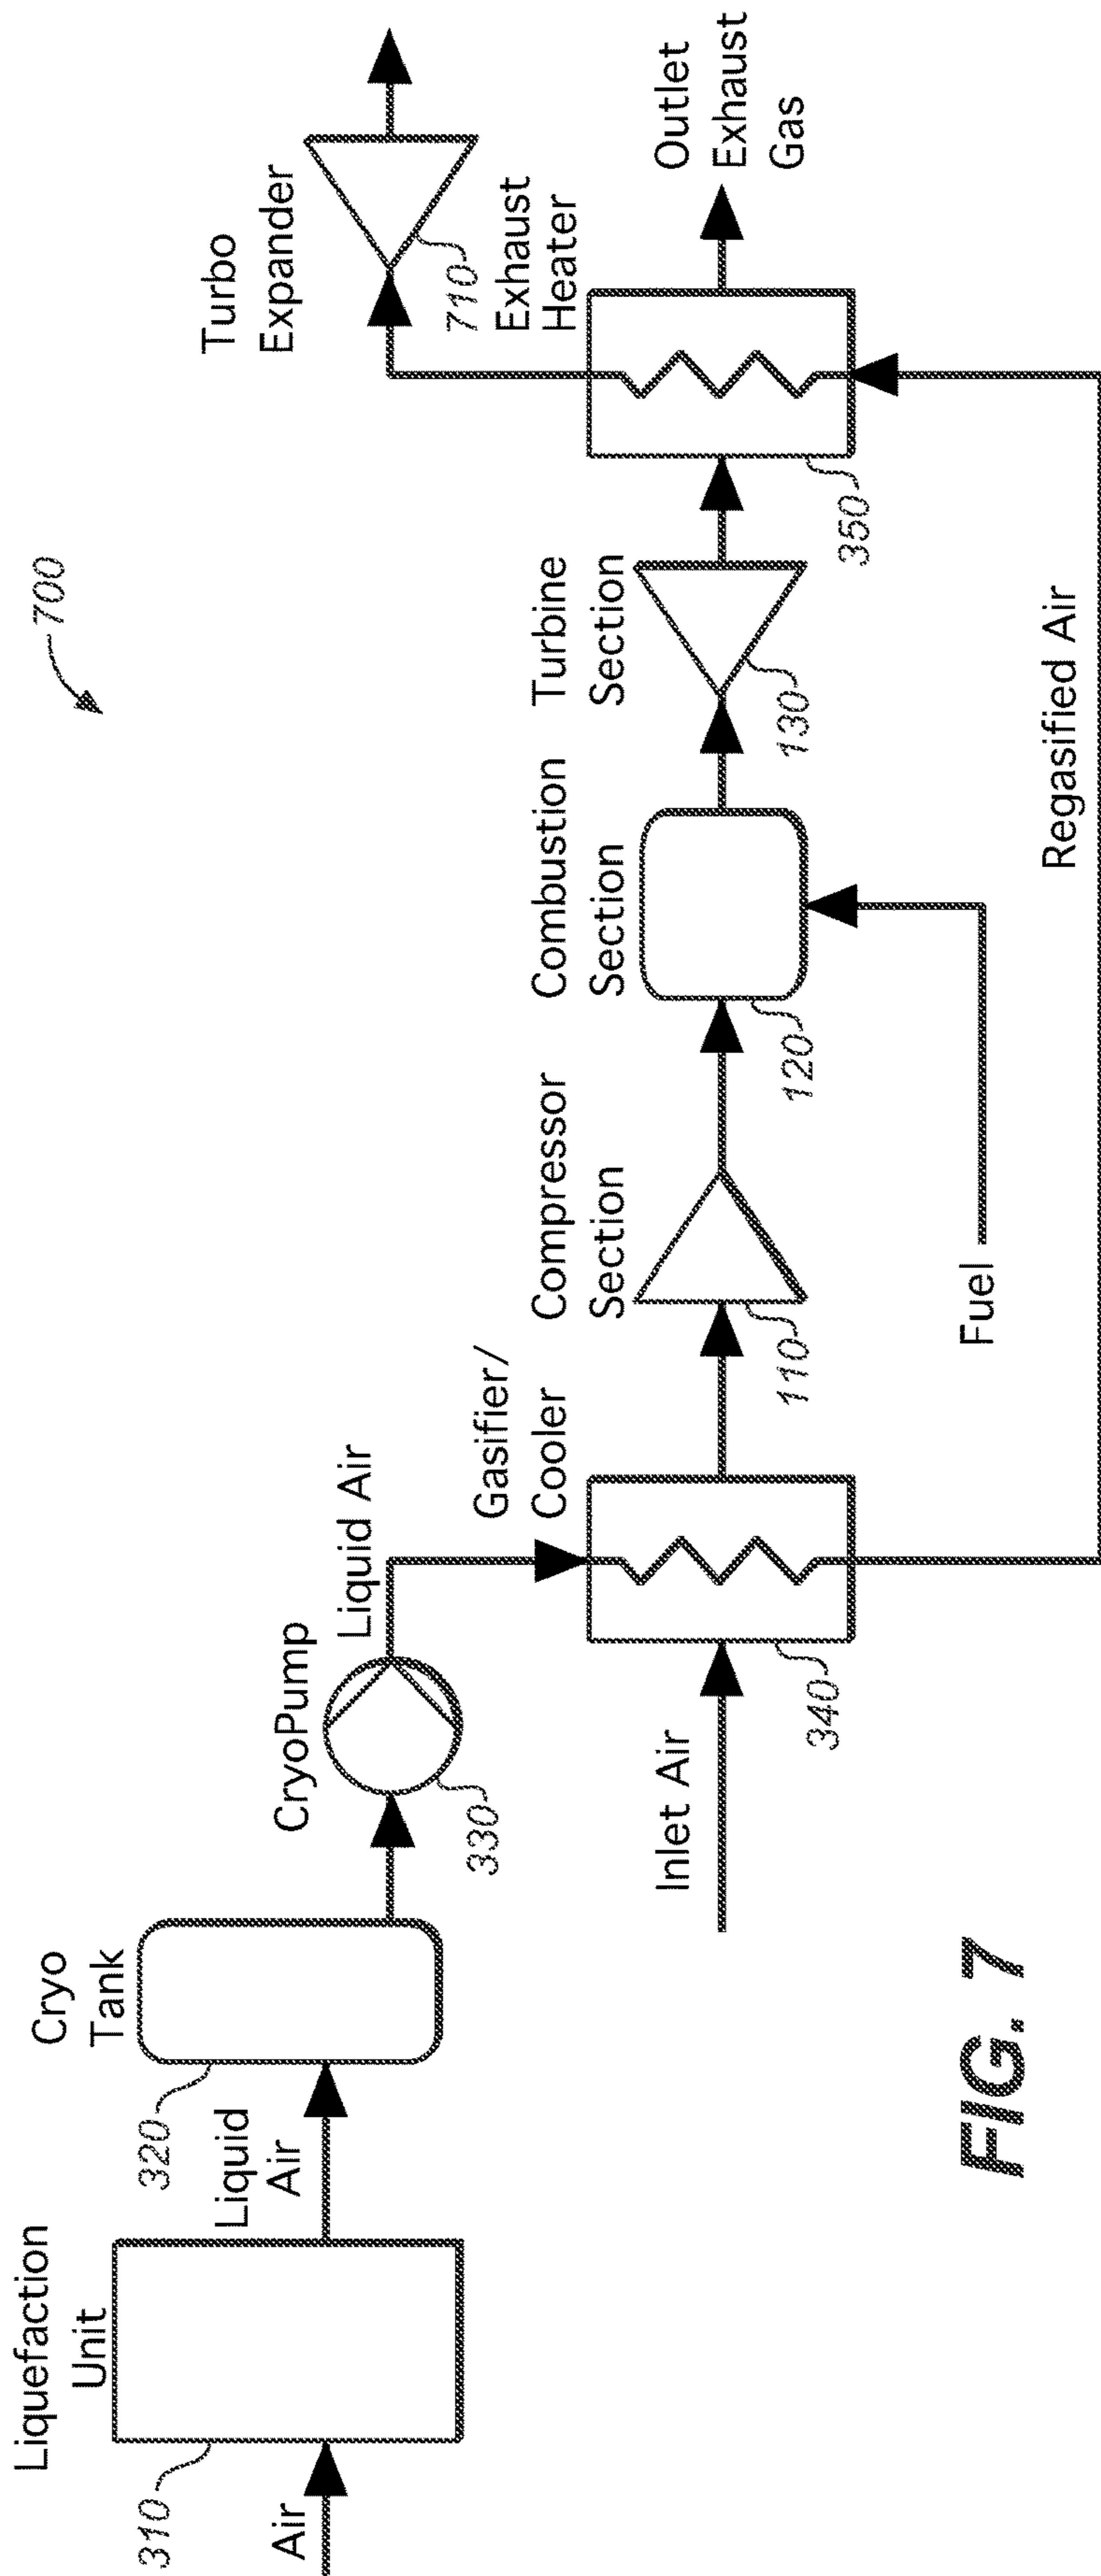 700
Liquefaction
Unit
310
Air
Liquid
Air
Cryo
Tank
320
CryoPump
330
Liquid Air
Gasifier/
Cooler
340
Inlet Air
Compressor
Section
110
Combustion
Section
120
Fuel
Turbine
Section
130
Turbo
Expander
710
Exhaust
Heater
350
Outlet
Exhaust
Gas
Regasified Air
FIG. 7